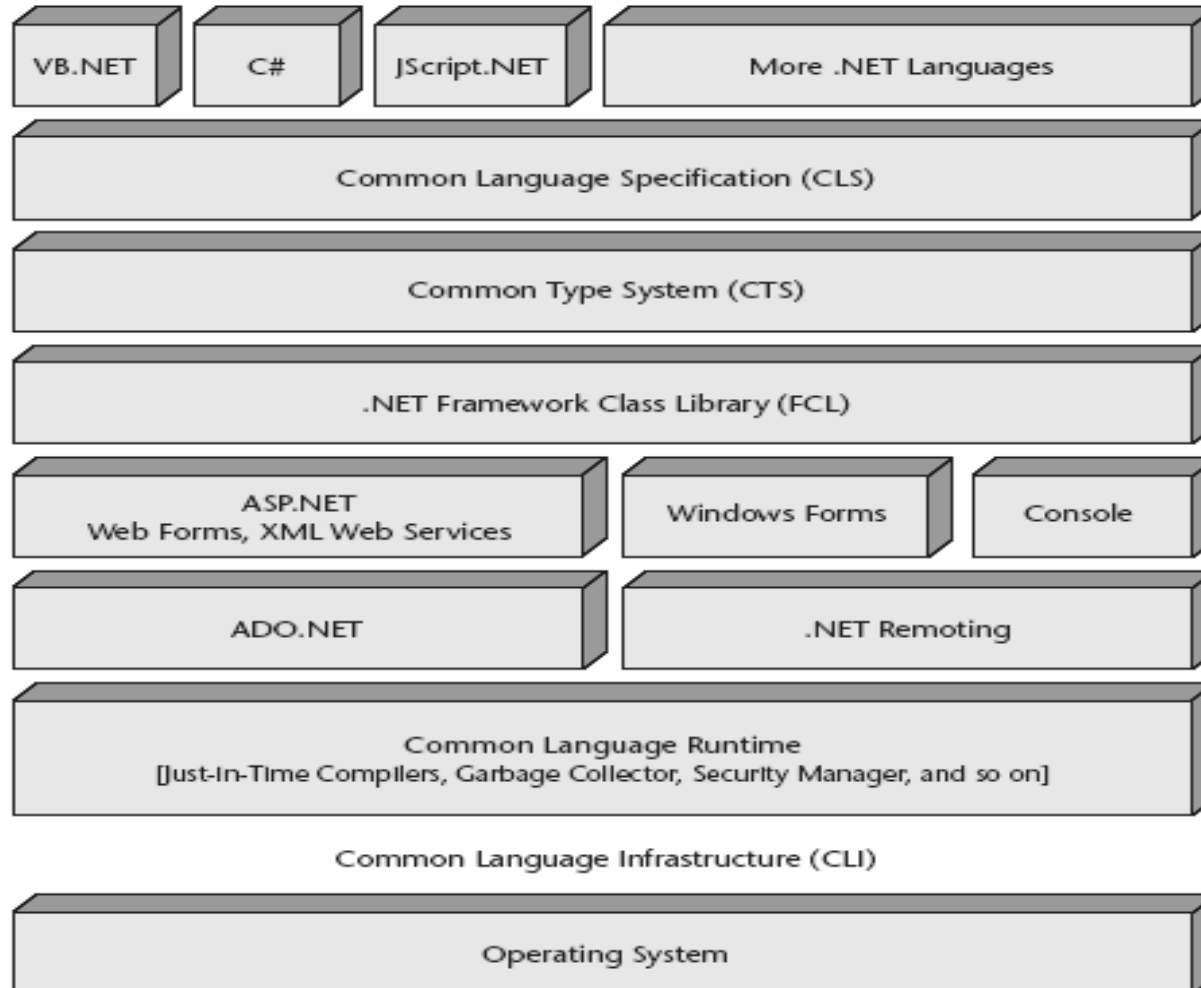 VB.NET
C#
JScript.NET
More .NET Languages
Common Language Specification (CLS)
Common Type System (CTS)
.NET Framework Class Library (FCL)
ASP.NET
Web Forms, XML Web Services
Windows Forms
Console
ADO.NET
.NET Remoting
Common Language Runtime
[Just-In-Time Compilers, Garbage Collector, Security Manager, and so on]
Common Language Infrastructure (CLI)
Operating System